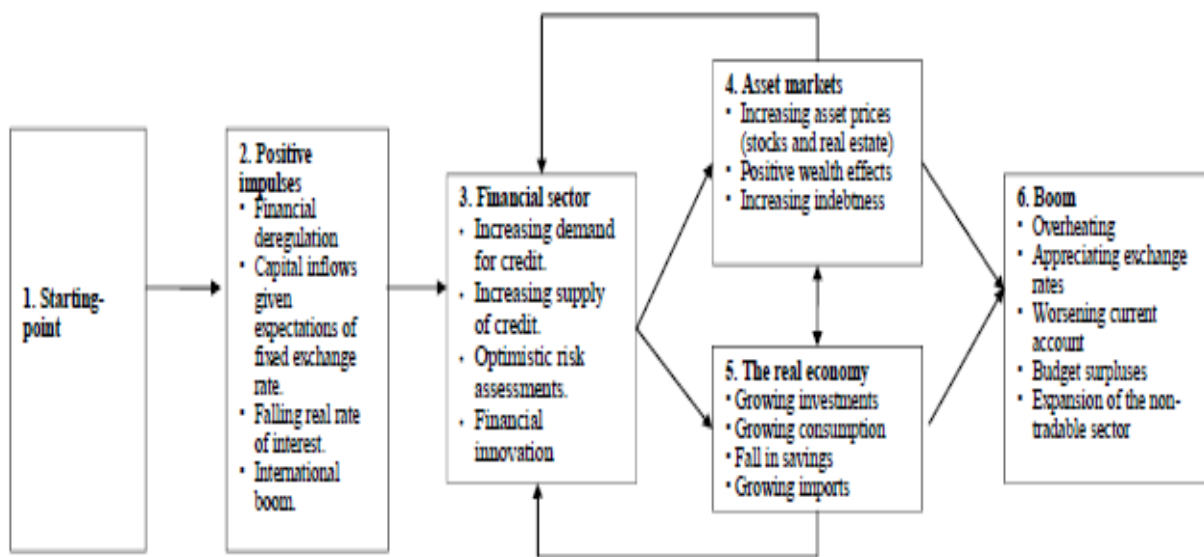 1. Starting-
point
2. Positive
impulses
• Financial
deregulation
• Capital inflows
given
expectations of
fixed exchange
rate.
• Falling real rate
of interest.
• International
boom.
3. Financial sector
• Increasing demand
for credit.
• Increasing supply
of credit.
• Optimistic risk
assessments.
• Financial
innovation
4. Asset markets
• Increasing asset prices
(stocks and real estate)
• Positive wealth effects
• Increasing indebtness
5. The real economy
• Growing investments
• Growing consumption
• Fall in savings
• Growing imports
6. Boom
• Overheating
• Appreciating exchange
rates
• Worsening current
account
• Budget surpluses
• Expansion of the non-
tradable sector